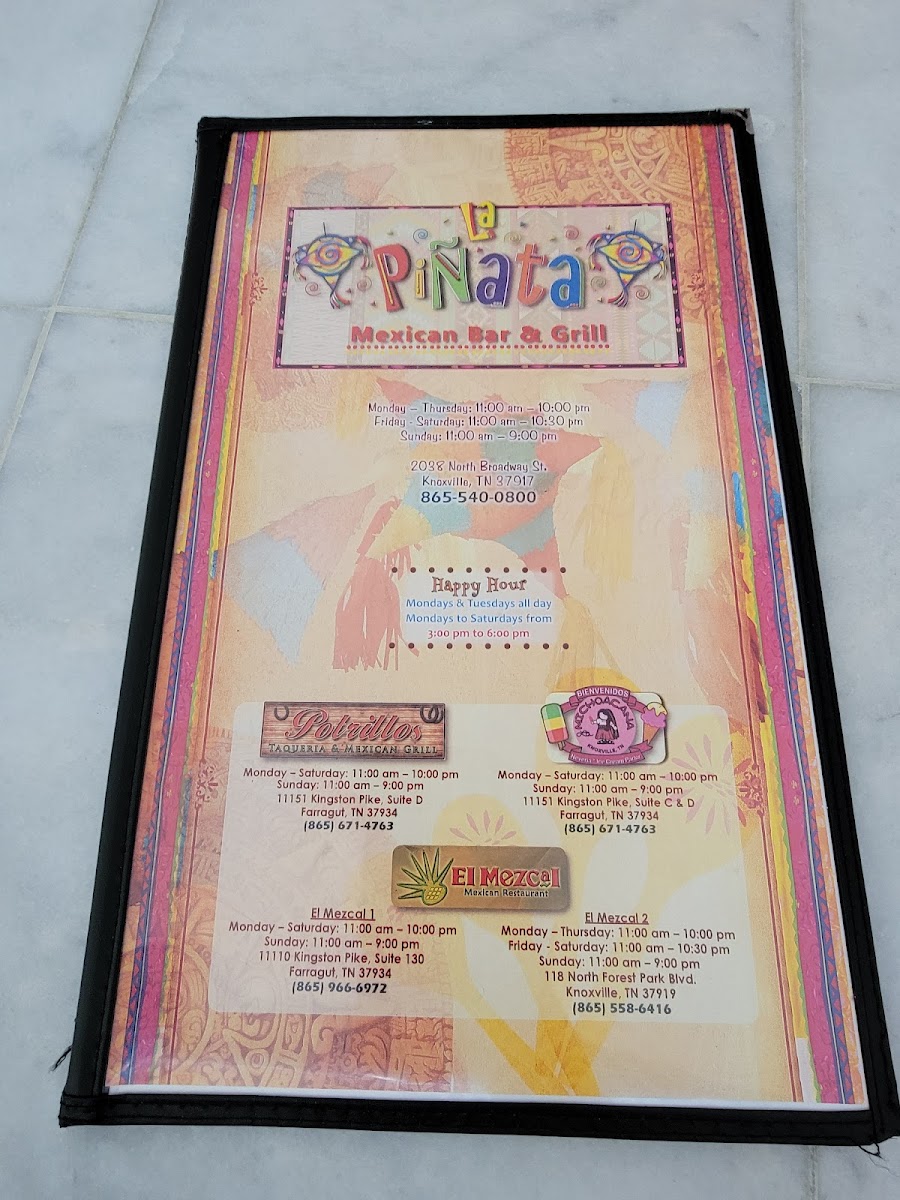 La
Piñata
Mexican Bar & Grill
Monday – Thursday: 11:00 am – 10:00 pm
Friday - Saturday: 11:00 am – 10:30 pm
Sunday: 11:00 am – 9:00 pm
2038 North Broadway St.
Knoxville, TN 37917
865-540-0800
Happy Hour
Mondays & Tuesdays all day
Mondays to Saturdays from
3:00 pm to 6:00 pm
Potrillos
TAQUERIA & MEXICAN GRILL
Monday – Saturday: 11:00 am – 10:00 pm
Sunday: 11:00 am – 9:00 pm
11151 Kingston Pike, Suite D
Farragut, TN 37934
(865) 671-4763
BIENVENIDOS
MICHOACANA
KNOXVILLE, TN
Monday – Saturday: 11:00 am – 10:00 pm
Sunday: 11:00 am – 9:00 pm
11151 Kingston Pike, Suite C & D
Farragut, TN 37934
(865) 671-4763
El Mezcal
Mexican Restaurant
El Mezcal 1
Monday – Saturday: 11:00 am – 10:00 pm
Sunday: 11:00 am – 9:00 pm
11110 Kingston Pike, Suite 130
Farragut, TN 37934
(865) 966-6972
El Mezcal 2
Monday – Thursday: 11:00 am – 10:00 pm
Friday - Saturday: 11:00 am – 10:30 pm
Sunday: 11:00 am – 9:00 pm
118 North Forest Park Blvd.
Knoxville, TN 37919
(865) 558-6416